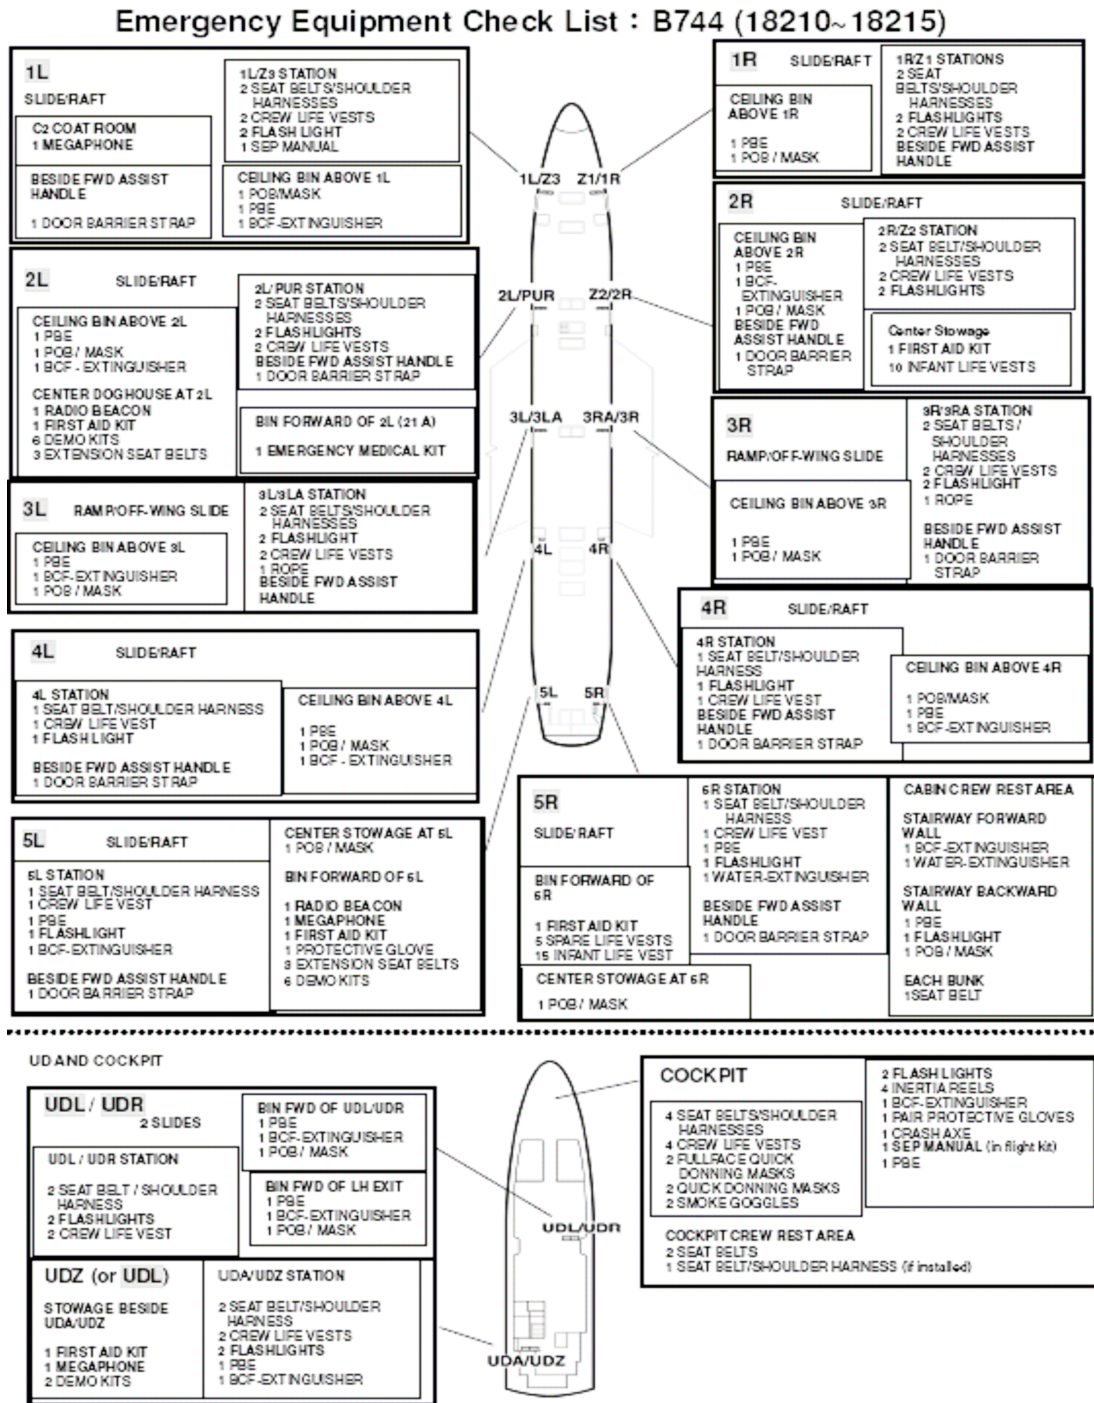 Emergency Equipment Check List : B744 (18210~18215)
1L
SLIDE/RAFT
C2 COAT ROOM
1 MEGAPHONE
BESIDE FWD ASSIST
HANDLE
1 DOOR BARRIER STRAP
1L/Z3 STATION
2 SEAT BELTS/SHOULDER
HARNESSES
2 CREW LIFE VESTS
2 FLASH LIGHT
1 SEP MANUAL
CEILING BIN ABOVE 1L
1 POB/MASK
1 PBE
1 BCF-EXTINGUISHER
1R
SLIDE/RAFT
CEILING BIN
ABOVE 1R
1 PBE
1 POB / MASK
1R/Z1 STATIONS
2 SEAT
BELTS/SHOULDER
HARNESSES
2 FLASHLIGHTS
2 CREW LIFE VESTS
BESIDE FWD ASSIST
HANDLE
1L/Z3 Z1/1R
2L
SLIDE/RAFT
CEILING BIN ABOVE 2L
1 PBE
1 POB / MASK
1 BCF - EXTINGUISHER
CENTER DOGHOUSE AT 2L
1 RADIO BEACON
1 FIRST AID KIT
6 DEMO KITS
3 EXTENSION SEAT BELTS
2L/ PUR STATION
2 SEAT BELTS/SHOULDER
HARNESSES
2 FLASHLIGHTS
2 CREW LIFE VESTS
BESIDE FWD ASSIST HANDLE
1 DOOR BARRIER STRAP
BIN FORWARD OF 2L (21 A)
1 EMERGENCY MEDICAL KIT
2R
SLIDE/RAFT
CEILING BIN
ABOVE 2R
1 PBE
1 BCF-
EXTINGUISHER
1 POB / MASK
BESIDE FWD
ASSIST HANDLE
1 DOOR BARRIER
STRAP
2R/Z2 STATION
2 SEAT BELT/SHOULDER
HARNESSES
2 CREW LIFE VESTS
2 FLASHLIGHTS
Center Stowage
1 FIRST AID KIT
10 INFANT LIFE VESTS
2L/PUR Z2/2R
3L
RAMP/OFF-WING SLIDE
CEILING BIN ABOVE 3L
1 PBE
1 BCF-EXTINGUISHER
1 POB / MASK
3L/3LA STATION
2 SEAT BELTS/SHOULDER
HARNESSES
2 FLASHLIGHT
2 CREW LIFE VESTS
1 ROPE
BESIDE FWD ASSIST
HANDLE
3L/3LA 3RA/3R
3R
RAMP/OFF-WING SLIDE
CEILING BIN ABOVE 3R
1 PBE
1 POB / MASK
3R/3RA STATION
2 SEAT BELTS /
SHOULDER
HARNESSES
2 CREW LIFE VESTS
2 FLASHLIGHT
1 ROPE
BESIDE FWD ASSIST
HANDLE
1 DOOR BARRIER
STRAP
4L 4R
4L
SLIDE/RAFT
4L STATION
1 SEAT BELT/SHOULDER HARNESS
1 CREW LIFE VEST
1 FLASH LIGHT
BESIDE FWD ASSIST HANDLE
1 DOOR BARRIER STRAP
CEILING BIN ABOVE 4L
1 PBE
1 POB / MASK
1 BCF - EXTINGUISHER
4R
SLIDE/RAFT
4R STATION
1 SEAT BELT/SHOULDER
HARNESS
1 FLASHLIGHT
1 CREW LIFE VEST
BESIDE FWD ASSIST
HANDLE
1 DOOR BARRIER STRAP
CEILING BIN ABOVE 4R
1 POB/MASK
1 PBE
1 BCF-EXTINGUISHER
5L 5R
5L
SLIDE/RAFT
5L STATION
1 SEAT BELT/SHOULDER HARNESS
1 CREW LIFE VEST
1 PBE
1 FLASHLIGHT
1 BCF-EXTINGUISHER
BESIDE FWD ASSIST HANDLE
1 DOOR BARRIER STRAP
CENTER STOWAGE AT 5L
1 POB / MASK
BIN FORWARD OF 5L
1 RADIO BEACON
1 MEGAPHONE
1 FIRST AID KIT
1 PROTECTIVE GLOVE
3 EXTENSION SEAT BELTS
6 DEMO KITS
5R
SLIDE/RAFT
BIN FORWARD OF
5R
1 FIRST AID KIT
5 SPARE LIFE VESTS
15 INFANT LIFE VEST
CENTER STOWAGE AT 5R
1 POB / MASK
5R STATION
1 SEAT BELT/SHOULDER
HARNESS
1 CREW LIFE VEST
1 PBE
1 FLASHLIGHT
1 WATER-EXTINGUISHER
BESIDE FWD ASSIST
HANDLE
1 DOOR BARRIER STRAP
CABIN CREW REST AREA
STAIRWAY FORWARD
WALL
1 BCF-EXTINGUISHER
1 WATER-EXTINGUISHER
STAIRWAY BACKWARD
WALL
1 PBE
1 FLASHLIGHT
1 POB / MASK
EACH BUNK
1SEAT BELT
UD AND COCKPIT
UDL / UDR
2 SLIDES
UDL / UDR STATION
2 SEAT BELT / SHOULDER
HARNESS
2 FLASHLIGHTS
2 CREW LIFE VEST
BIN FWD OF UDL/UDR
1 PBE
1 BCF-EXTINGUISHER
1 POB / MASK
BIN FWD OF LH EXIT
1 PBE
1 BCF-EXTINGUISHER
1 POB / MASK
UDZ (or UDL)
STOWAGE BESIDE
UDA/UDZ
1 FIRST AID KIT
1 MEGAPHONE
2 DEMO KITS
UDA/UDZ STATION
2 SEAT BELT/SHOULDER
HARNESS
2 CREW LIFE VESTS
2 FLASHLIGHTS
1 PBE
1 BCF-EXTINGUISHER
UDL/UDR
UDA/UDZ
COCKPIT
4 SEAT BELTS/SHOULDER
HARNESSES
4 CREW LIFE VESTS
2 FULLFACE QUICK
DONNING MASKS
2 QUICK DONNING MASKS
2 SMOKE GOGGLES
2 FLASH LIGHTS
4 INERTIA REELS
1 BCF-EXTINGUISHER
1 PAIR PROTECTIVE GLOVES
1 CRASH AXE
1 SEP MANUAL (in flight kit)
1 PBE
COCKPIT CREW REST AREA
2 SEAT BELTS
1 SEAT BELT/SHOULDER HARNESS (if installed)